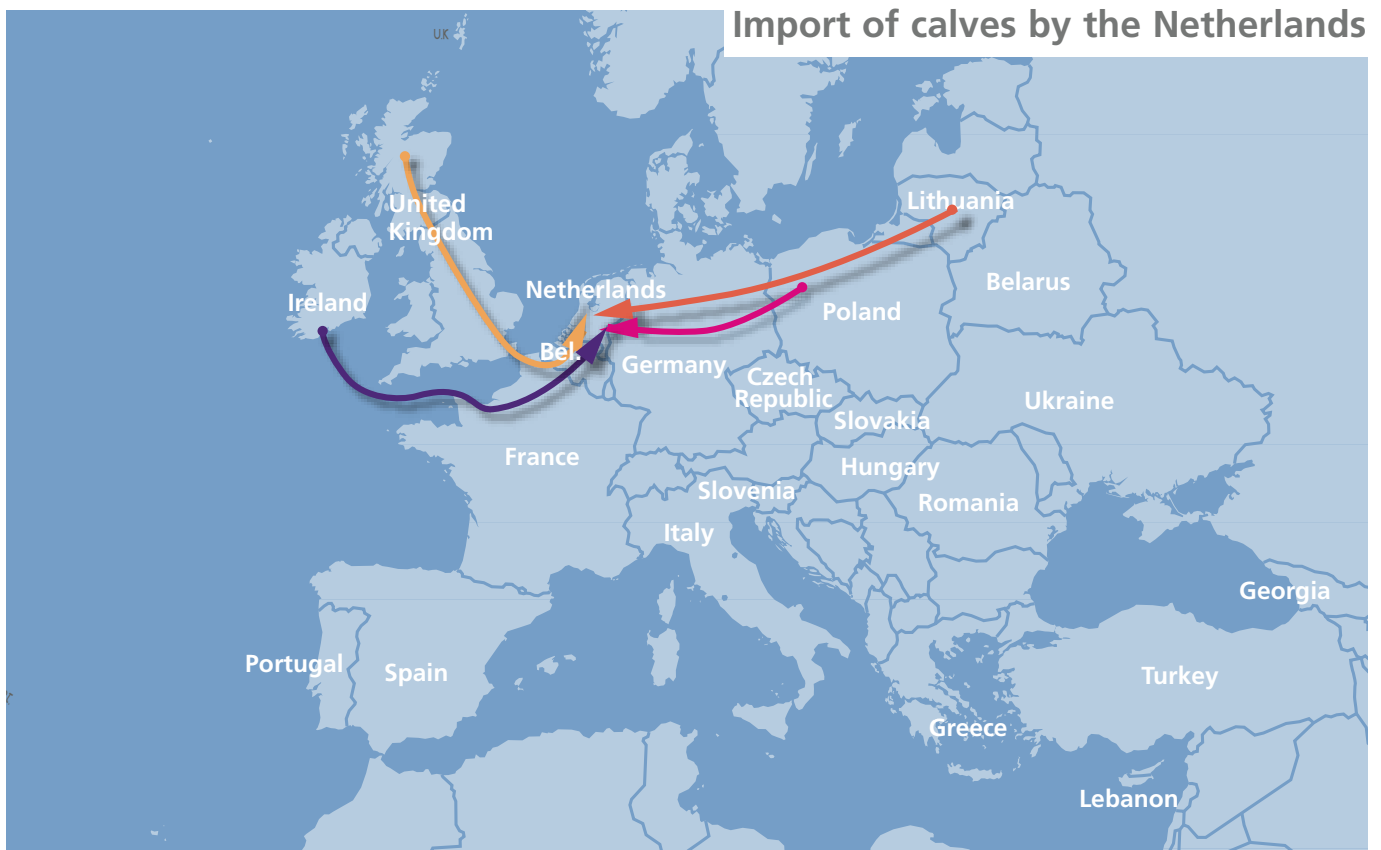 Import of calves by the Netherlands
U.K
United
Kingdom
Lithuania
Netherlands
Belarus
Ireland
Poland
Bel.
Germany
Czech
Republic
Ukraine
Slovakia
France
Hungary
Slovenia
Romania
Italy
Georgia
Portugal
Spain
Turkey
Greece
Lebanon